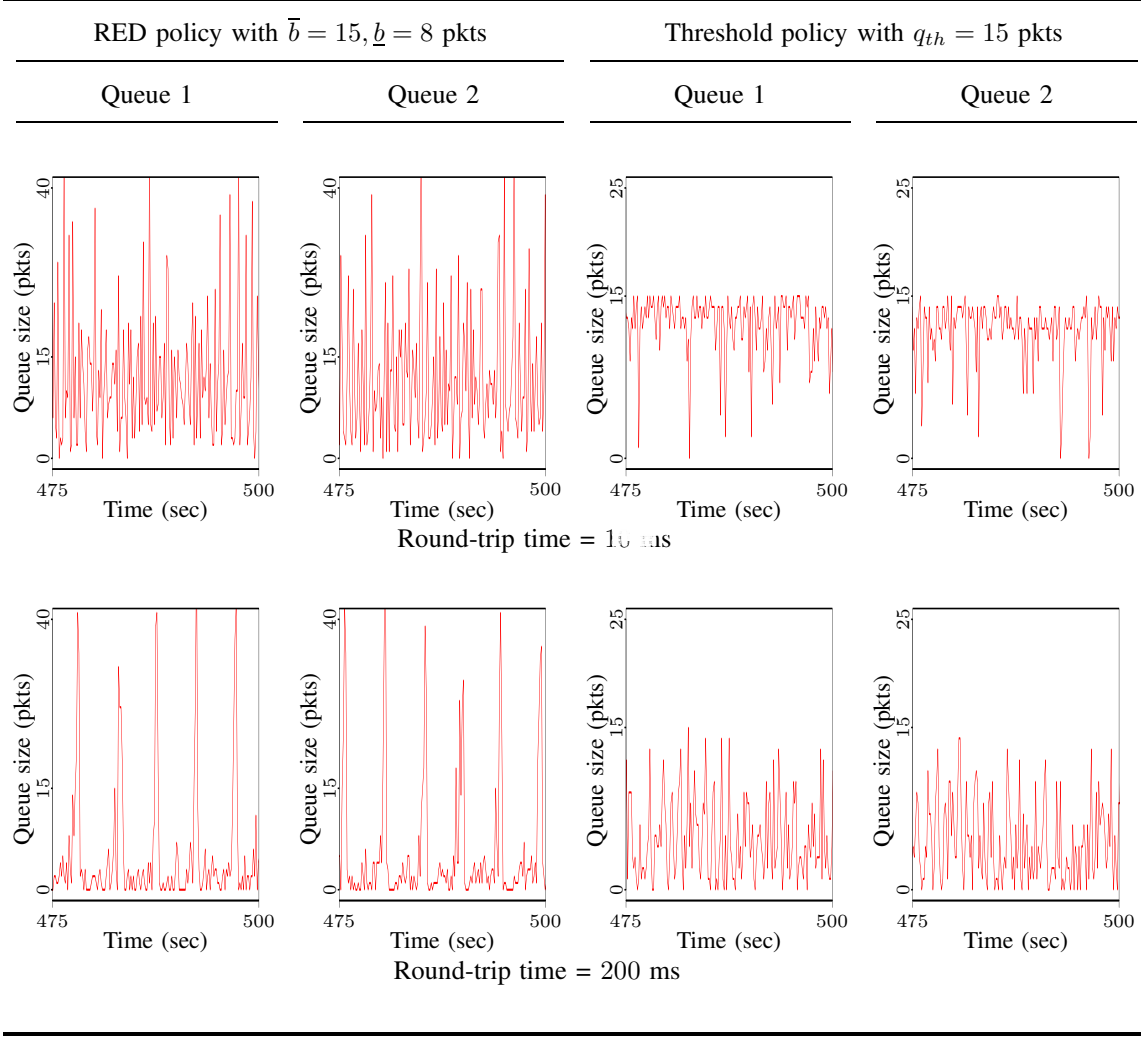 RED policy with b̅ = 15, b̲ = 8 pkts
Threshold policy with q_th = 15 pkts
Queue 1
Queue 2
Queue 1
Queue 2
Queue size (pkts)
40
15
0
475
500
Time (sec)
Queue size (pkts)
40
15
0
475
500
Time (sec)
Queue size (pkts)
25
15
0
475
500
Time (sec)
Queue size (pkts)
25
15
0
475
500
Time (sec)
Round-trip time =
Queue size (pkts)
40
15
0
475
500
Time (sec)
Queue size (pkts)
40
15
0
475
500
Time (sec)
Queue size (pkts)
25
15
0
475
500
Time (sec)
Queue size (pkts)
25
15
0
475
500
Time (sec)
Round-trip time = 200 ms